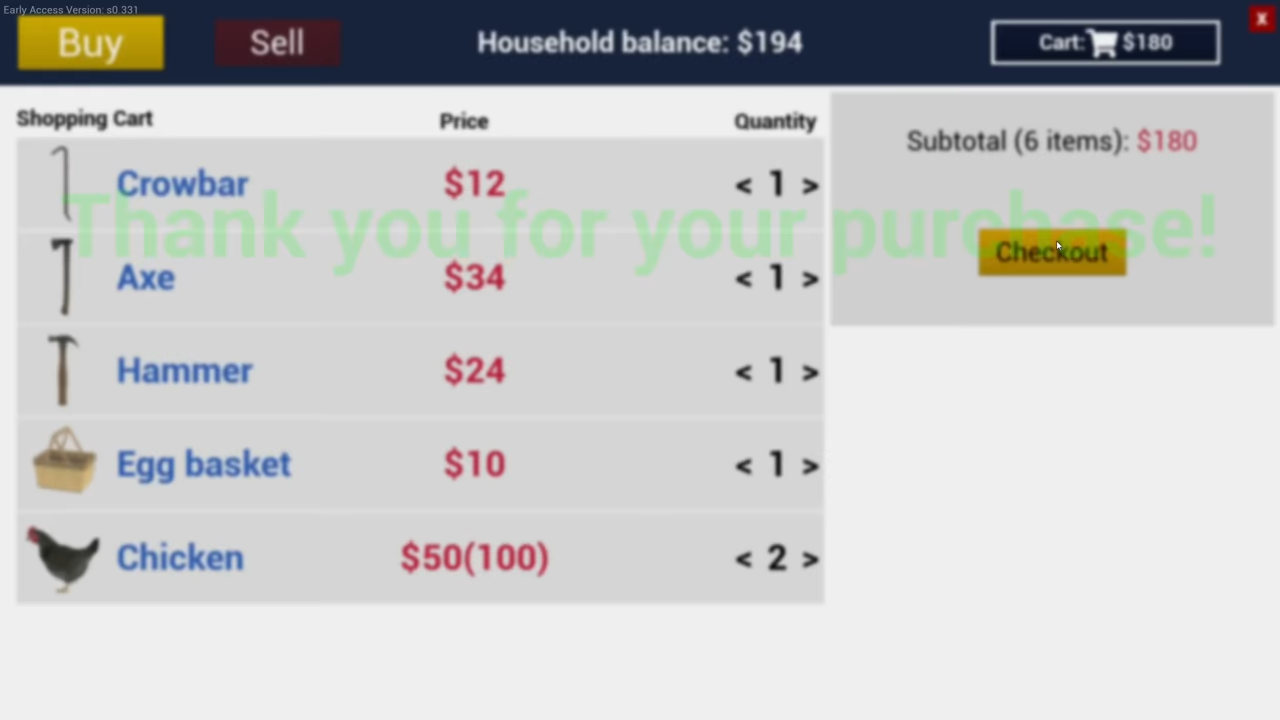 Early Access Version: s0.331
Buy
Sell
Household balance: $194
Cart: $180
X
Shopping Cart
Price
Quantity
Subtotal (6 items): $180
Crowbar
$12
< 1 >
Thank you for your purchase!
Checkout
Axe
$34
< 1 >
Hammer
$24
< 1 >
Egg basket
$10
< 1 >
Chicken
$50(100)
< 2 >